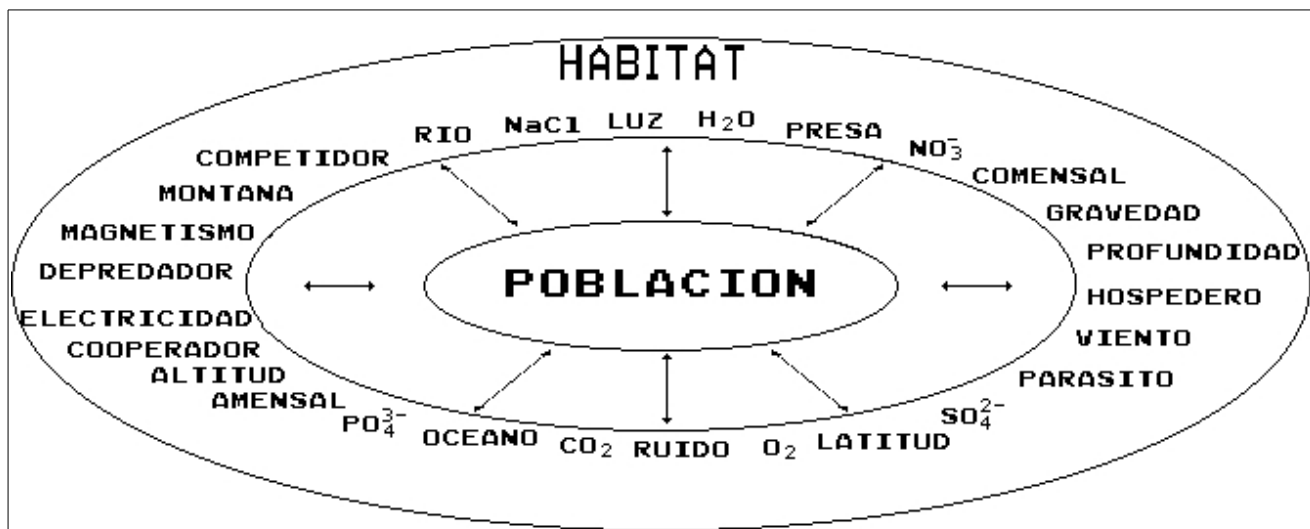 HABITAT
RIO
NaCl
LUZ
H₂O
PRESA
NO₃⁻
COMPETIDOR
COMENSAL
MONTANA
GRAVEDAD
MAGNETISMO
PROFUNDIDAD
DEPREDADOR
POBLACION
HOSPEDERO
ELECTRICIDAD
VIENTO
COOPERADOR
ALTITUD
PARASITO
AMENSAL
PO₄³⁻
OCEANO
CO₂
RUIDO
O₂
LATITUD
SO₄²⁻